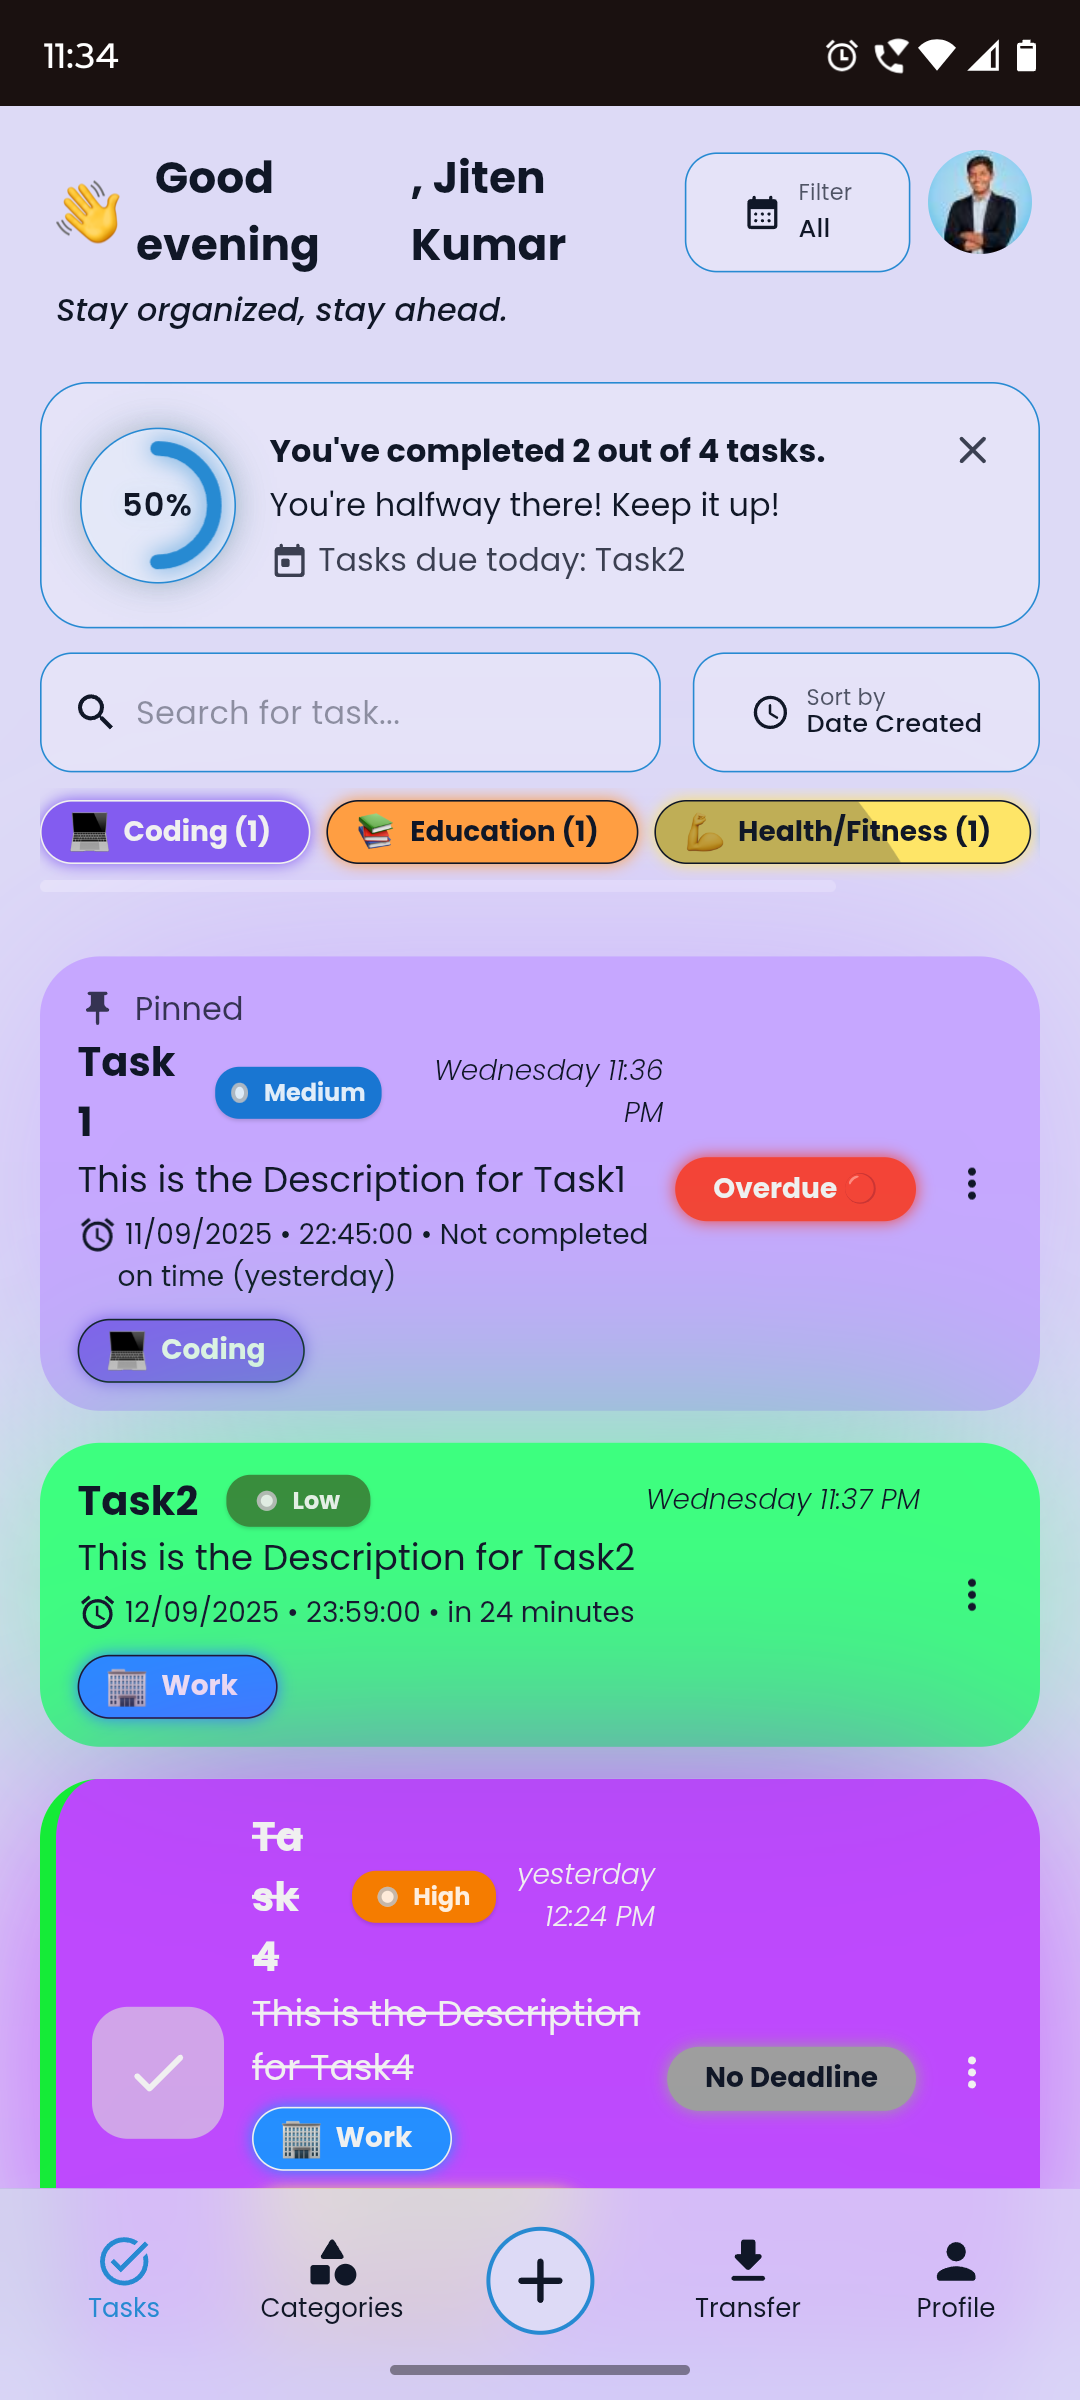 11:34
Good evening, Jiten Kumar
Filter
All
Stay organized, stay ahead.
50%
You've completed 2 out of 4 tasks.
You're halfway there! Keep it up!
Tasks due today: Task2
Search for task...
Sort by
Date Created
Coding (1)
Education (1)
Health/Fitness (1)
Pinned
Task
1
Medium
Wednesday 11:36
PM
This is the Description for Task1
Overdue
11/09/2025 • 22:45:00 • Not completed
on time (yesterday)
Coding
Task2
Low
Wednesday 11:37 PM
This is the Description for Task2
12/09/2025 • 23:59:00 • in 24 minutes
Work
Ta
sk
4
High
yesterday
12:24 PM
This is the Description
for Task4
No Deadline
Work
Tasks
Categories
Transfer
Profile